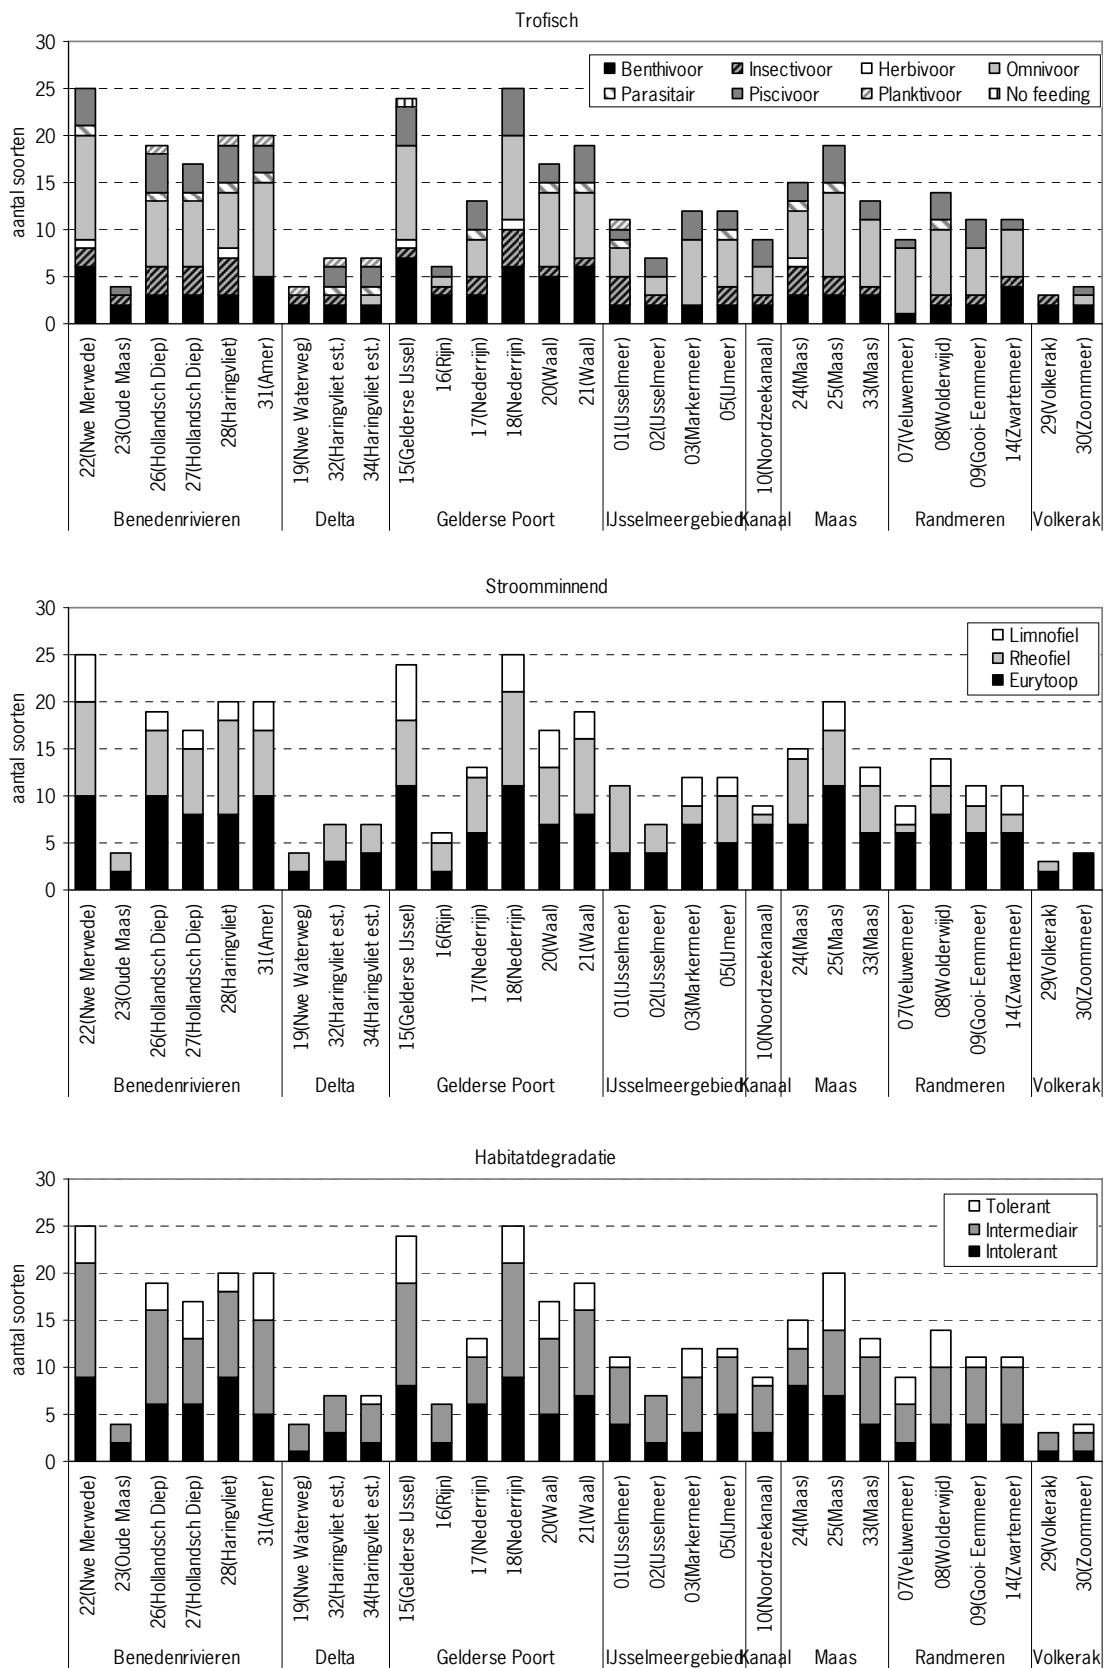 Trofisch
aantal soorten
30
25
20
15
10
5
0
Benthivoor Insectivoor Herbivoor Omnivoor
Parasitair Piscivoor Planktivoor No feeding
22(Nwe Merwede)
23(Oude Maas)
26(Hollandsch Diep)
27(Hollandsch Diep)
28(Haringvliet)
31(Amer)
19(Nwe Waterweg)
32(Haringvliet est.)
34(Haringvliet est.)
15(Gelderse IJssel)
16(Rijn)
17(Nederrijn)
18(Nederrijn)
20(Waal)
21(Waal)
01(IJsselmeer)
02(IJsselmeer)
03(Markermeer)
05(IJmeer)
10(Noordzeekanaal)
24(Maas)
25(Maas)
33(Maas)
07(Veluwemeer)
08(Wolderwijd)
09(Gooi- Eemmeer)
14(Zwartemeer)
29(Volkerak)
30(Zoommeer)
Benedenrivieren Delta Gelderse Poort IJsselmeergebied Kanaal Maas Randmeren Volkerak
Stroomminnend
aantal soorten
30
25
20
15
10
5
0
Limnofiel
Rheofiel
Eurytoop
22(Nwe Merwede)
23(Oude Maas)
26(Hollandsch Diep)
27(Hollandsch Diep)
28(Haringvliet)
31(Amer)
19(Nwe Waterweg)
32(Haringvliet est.)
34(Haringvliet est.)
15(Gelderse IJssel)
16(Rijn)
17(Nederrijn)
18(Nederrijn)
20(Waal)
21(Waal)
01(IJsselmeer)
02(IJsselmeer)
03(Markermeer)
05(IJmeer)
10(Noordzeekanaal)
24(Maas)
25(Maas)
33(Maas)
07(Veluwemeer)
08(Wolderwijd)
09(Gooi- Eemmeer)
14(Zwartemeer)
29(Volkerak)
30(Zoommeer)
Benedenrivieren Delta Gelderse Poort IJsselmeergebied Kanaal Maas Randmeren Volkerak
Habitatdegradatie
aantal soorten
30
25
20
15
10
5
0
Tolerant
Intermediair
Intolerant
22(Nwe Merwede)
23(Oude Maas)
26(Hollandsch Diep)
27(Hollandsch Diep)
28(Haringvliet)
31(Amer)
19(Nwe Waterweg)
32(Haringvliet est.)
34(Haringvliet est.)
15(Gelderse IJssel)
16(Rijn)
17(Nederrijn)
18(Nederrijn)
20(Waal)
21(Waal)
01(IJsselmeer)
02(IJsselmeer)
03(Markermeer)
05(IJmeer)
10(Noordzeekanaal)
24(Maas)
25(Maas)
33(Maas)
07(Veluwemeer)
08(Wolderwijd)
09(Gooi- Eemmeer)
14(Zwartemeer)
29(Volkerak)
30(Zoommeer)
Benedenrivieren Delta Gelderse Poort IJsselmeergebied Kanaal Maas Randmeren Volkerak